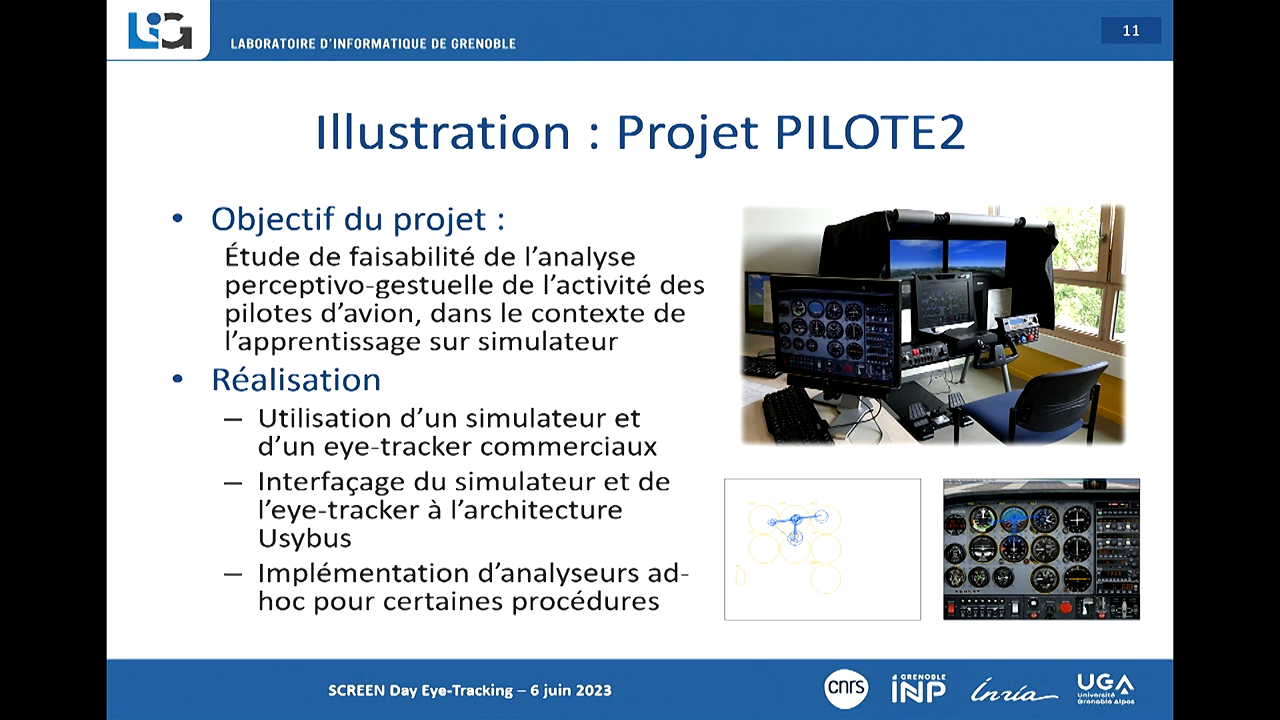 LIG
LABORATOIRE D'INFORMATIQUE DE GRENOBLE
11
Illustration : Projet PILOTE2
• Objectif du projet :
Étude de faisabilité de l'analyse
perceptivo-gestuelle de l'activité des
pilotes d'avion, dans le contexte de
l'apprentissage sur simulateur
• Réalisation
– Utilisation d'un simulateur et
d'un eye-tracker commerciaux
– Interfaçage du simulateur et de
l'eye-tracker à l'architecture
Usybus
– Implémentation d'analyseurs ad-
hoc pour certaines procédures
SCREEN Day Eye-Tracking – 6 juin 2023
cnrs
GRENOBLE
INP
Inria
UGA
Université
Grenoble Alpes